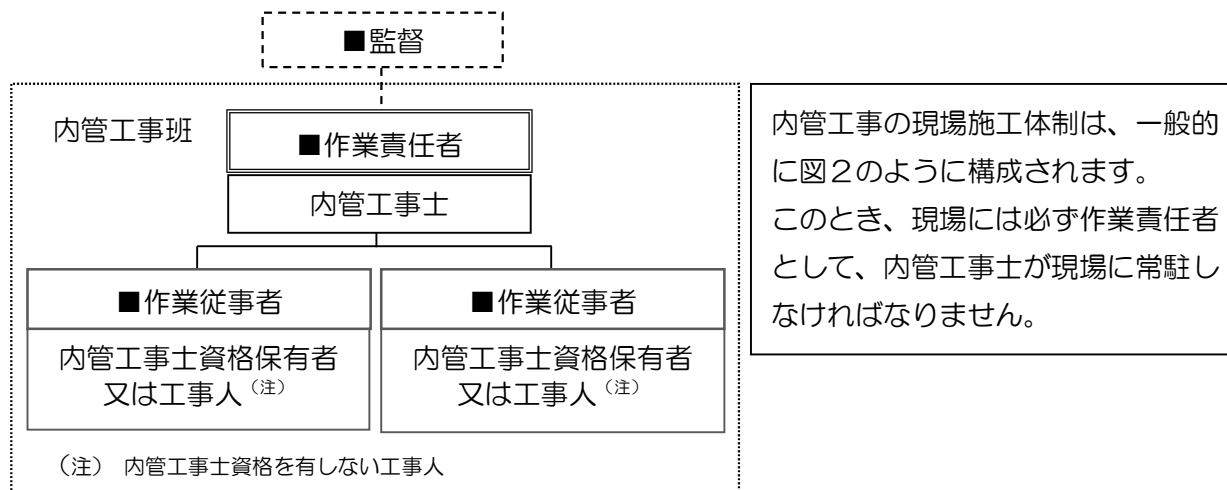 ■監督
内管工事班
■作業責任者
内管工事士
■作業従事者
内管工事士資格保有者
又は工事人（注）
■作業従事者
内管工事士資格保有者
又は工事人（注）
（注） 内管工事士資格を有しない工事人
内管工事の現場施工体制は、一般的
に図２のように構成されます。
このとき、現場には必ず作業責任者
として、内管工事士が現場に常駐し
なければなりません。